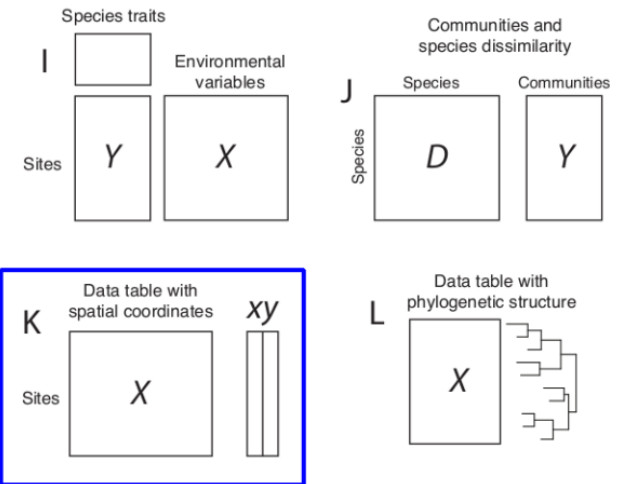 I
Species traits
Environmental
variables
Sites
Y
X
J
Communities and
species dissimilarity
Species
Communities
Species
D
Y
K
Data table with
spatial coordinates
xy
Sites
X
L
Data table with
phylogenetic structure
X